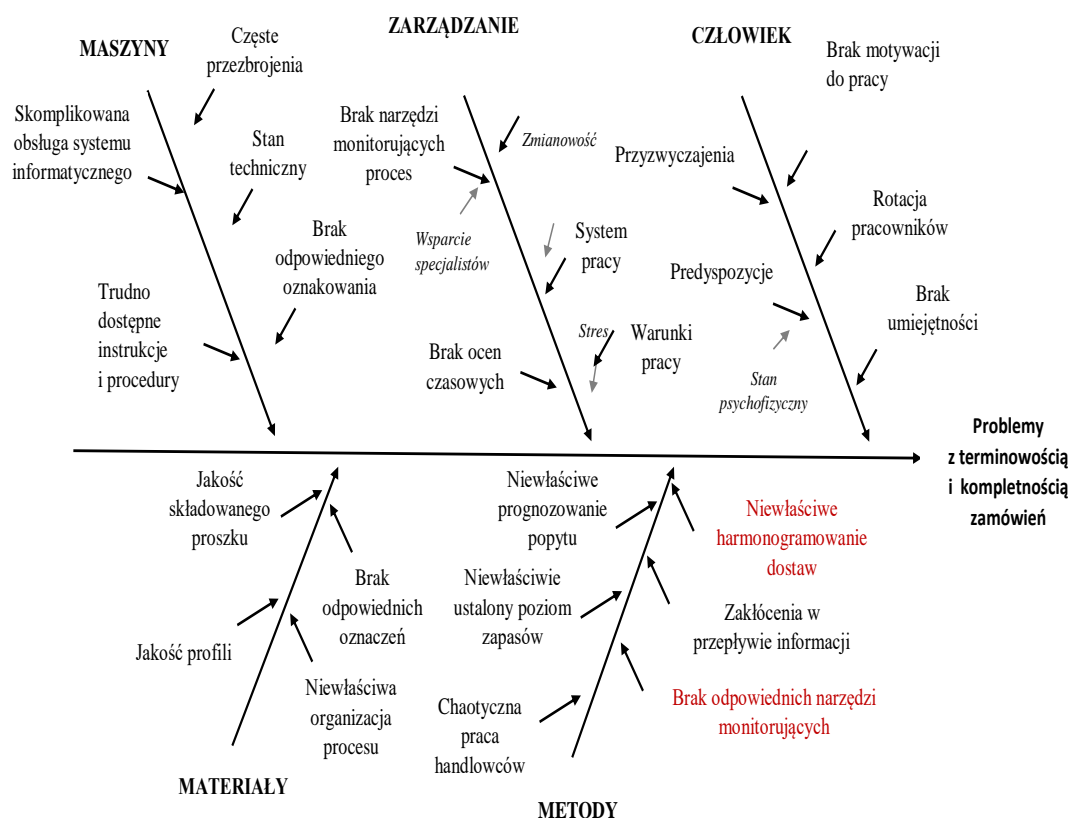 MASZYNY
ZARZĄDZANIE
CZŁOWIEK
Częste
przezbrojenia
Skomplikowana
obsługa systemu
informatycznego
Stan
techniczny
Brak
odpowiedniego
oznakowania
Trudno
dostępne
instrukcje
i procedury
Brak narzędzi
monitorujących
proces
Zmianowość
Wsparcie
specjalistów
System
pracy
Stres
Warunki
pracy
Brak ocen
czasowych
Brak motywacji
do pracy
Przyzwyczajenia
Rotacja
pracowników
Predyspozycje
Brak
umiejętności
Stan
psychofizyczny
Problemy
z terminowością
i kompletnością
zamówień
Jakość
składowanego
proszku
Brak
odpowiednich
oznaczeń
Jakość profili
Niewłaściwa
organizacja
procesu
MATERIAŁY
Niewłaściwe
prognozowanie
popytu
Niewłaściwe
harmonogramowanie
dostaw
Niewłaściwie
ustalony poziom
zapasów
Zakłócenia w
przepływie informacji
Chaotyczna
praca
handlowców
Brak odpowiednich narzędzi
monitorujących
METODY